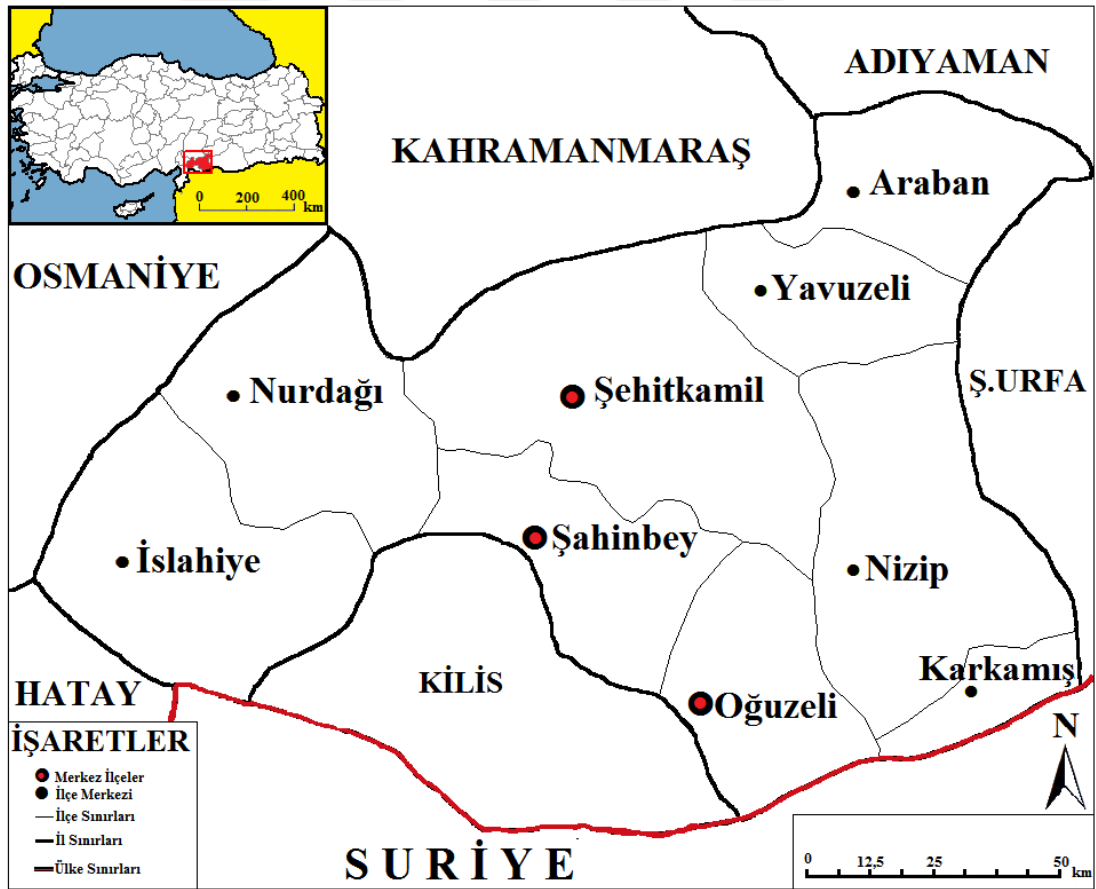 0 200 400
km
ADIYAMAN
KAHRAMANMARAŞ
Araban
OSMANİYE
Yavuzeli
Nurdağı
Şehitkamil
Ş.URFA
Şahinbey
İslahiye
Nizip
Karkamış
KİLİS
HATAY
Oğuzeli
N
İŞARETLER
Merkez İlçeler
İlçe Merkezi
İlçe Sınırları
İl Sınırları
Ülke Sınırları
SURİYE
0 12,5 25 50
km